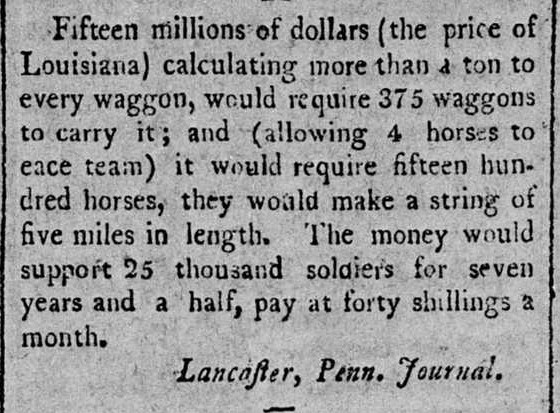 Fifteen millions of dollars (the price of
Louisiana) calculating more than a ton to
every waggon, would require 375 waggons
to carry it; and (allowing 4 horses to
eace team) it would require fifteen hun-
dred horses, they would make a string of
five miles in length. The money would
support 25 thousand soldiers for seven
years and a half, pay at forty shillings a
month.
Lancaſter, Penn. Journal.